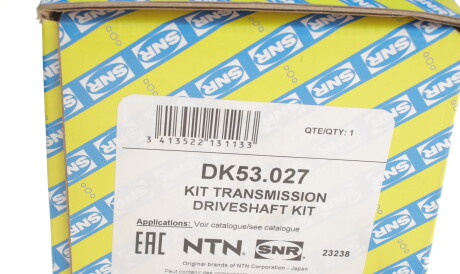 SNR
SNR
SNR
SNR
SNR
SNR
3 413522 131133
QTE/QTY: 1
DK53.027
KIT TRANSMISSION
DRIVESHAFT KIT
Applications: Voir catalogue/see catalogue
EAC NTN SNR 23238
Original brands of NTN Corporation - Japan